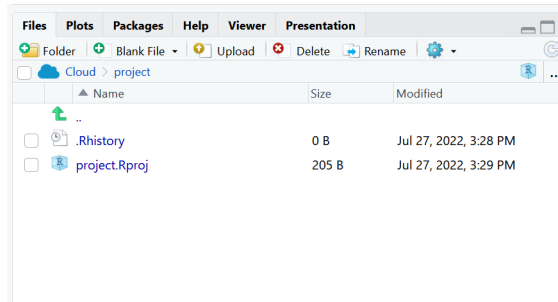 Files Plots Packages Help Viewer Presentation
Folder Blank File Upload Delete Rename
Cloud > project R ...
Name Size Modified
..
.Rhistory 0 B Jul 27, 2022, 3:28 PM
R project.Rproj 205 B Jul 27, 2022, 3:29 PM